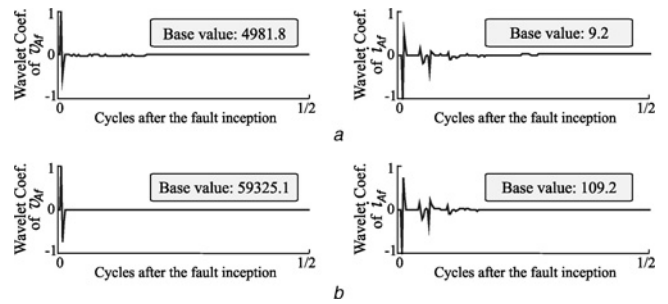 1
0
-1
Wavelet Coef.
of v_Af
Base value: 4981.8
0
1/2
Cycles after the fault inception
1
0
-1
Wavelet Coef.
of i_Af
Base value: 9.2
0
1/2
Cycles after the fault inception
a
1
0
-1
Wavelet Coef.
of v_Af
Base value: 59325.1
0
1/2
Cycles after the fault inception
1
0
-1
Wavelet Coef.
of i_Af
Base value: 109.2
0
1/2
Cycles after the fault inception
b